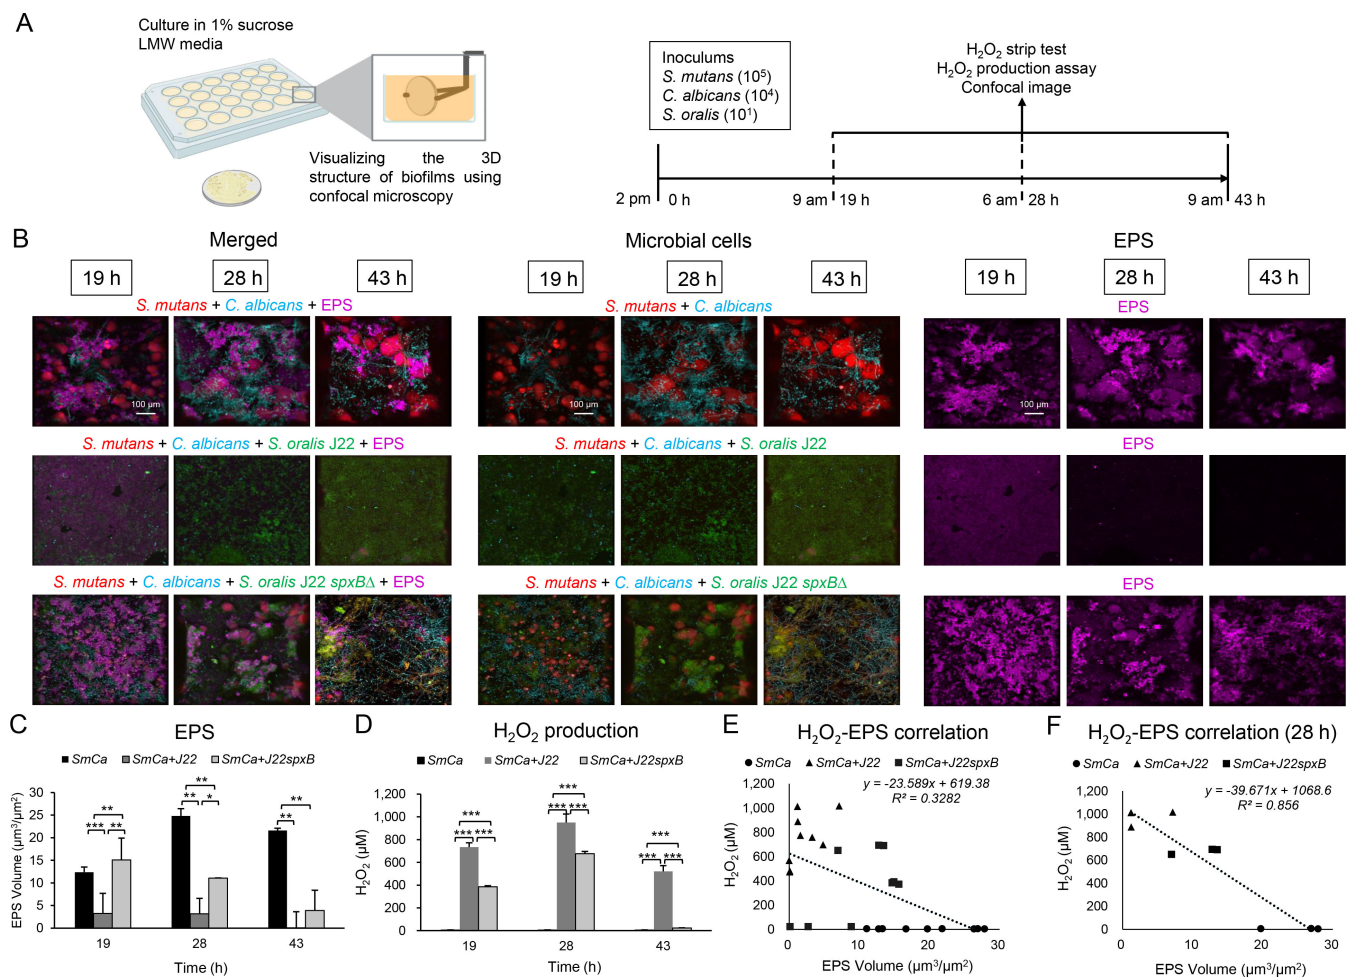 A
Culture in 1% sucrose
LMW media
Visualizing the 3D
structure of biofilms using
confocal microscopy
Inoculums
S. mutans (10⁵)
C. albicans (10⁴)
S. oralis (10¹)
H₂O₂ strip test
H₂O₂ production assay
Confocal image
2 pm 0 h 9 am 19 h 6 am 28 h 9 am 43 h
B
Merged Microbial cells EPS
19 h 28 h 43 h 19 h 28 h 43 h 19 h 28 h 43 h
S. mutans + C. albicans + EPS S. mutans + C. albicans EPS
100 µm 100 µm 100 µm
S. mutans + C. albicans + S. oralis J22 + EPS S. mutans + C. albicans + S. oralis J22 EPS
S. mutans + C. albicans + S. oralis J22 spxBΔ + EPS S. mutans + C. albicans + S. oralis J22 spxBΔ EPS
C EPS
SmCa SmCa+J22 SmCa+J22spxB
EPS Volume (µm³/µm²)
30
25
20
15
10
5
0
**
*** **
**
** *
**
**
19 28 43
Time (h)
D H₂O₂ production
SmCa SmCa+J22 SmCa+J22spxB
H₂O₂ (µM)
1,200
1,000
800
600
400
200
0
***
*** ***
***
*** ***
***
*** ***
19 28 43
Time (h)
E H₂O₂-EPS correlation
SmCa SmCa+J22 SmCa+J22spxB
y = -23.589x + 619.38
R² = 0.3282
H₂O₂ (µM)
1,200
1,000
800
600
400
200
0
0 10 20 30
EPS Volume (µm³/µm²)
F H₂O₂-EPS correlation (28 h)
SmCa SmCa+J22 SmCa+J22spxB
y = -39.671x + 1068.6
R² = 0.856
H₂O₂ (µM)
1,200
1,000
800
600
400
200
0
0 10 20 30
EPS Volume (µm³/µm²)